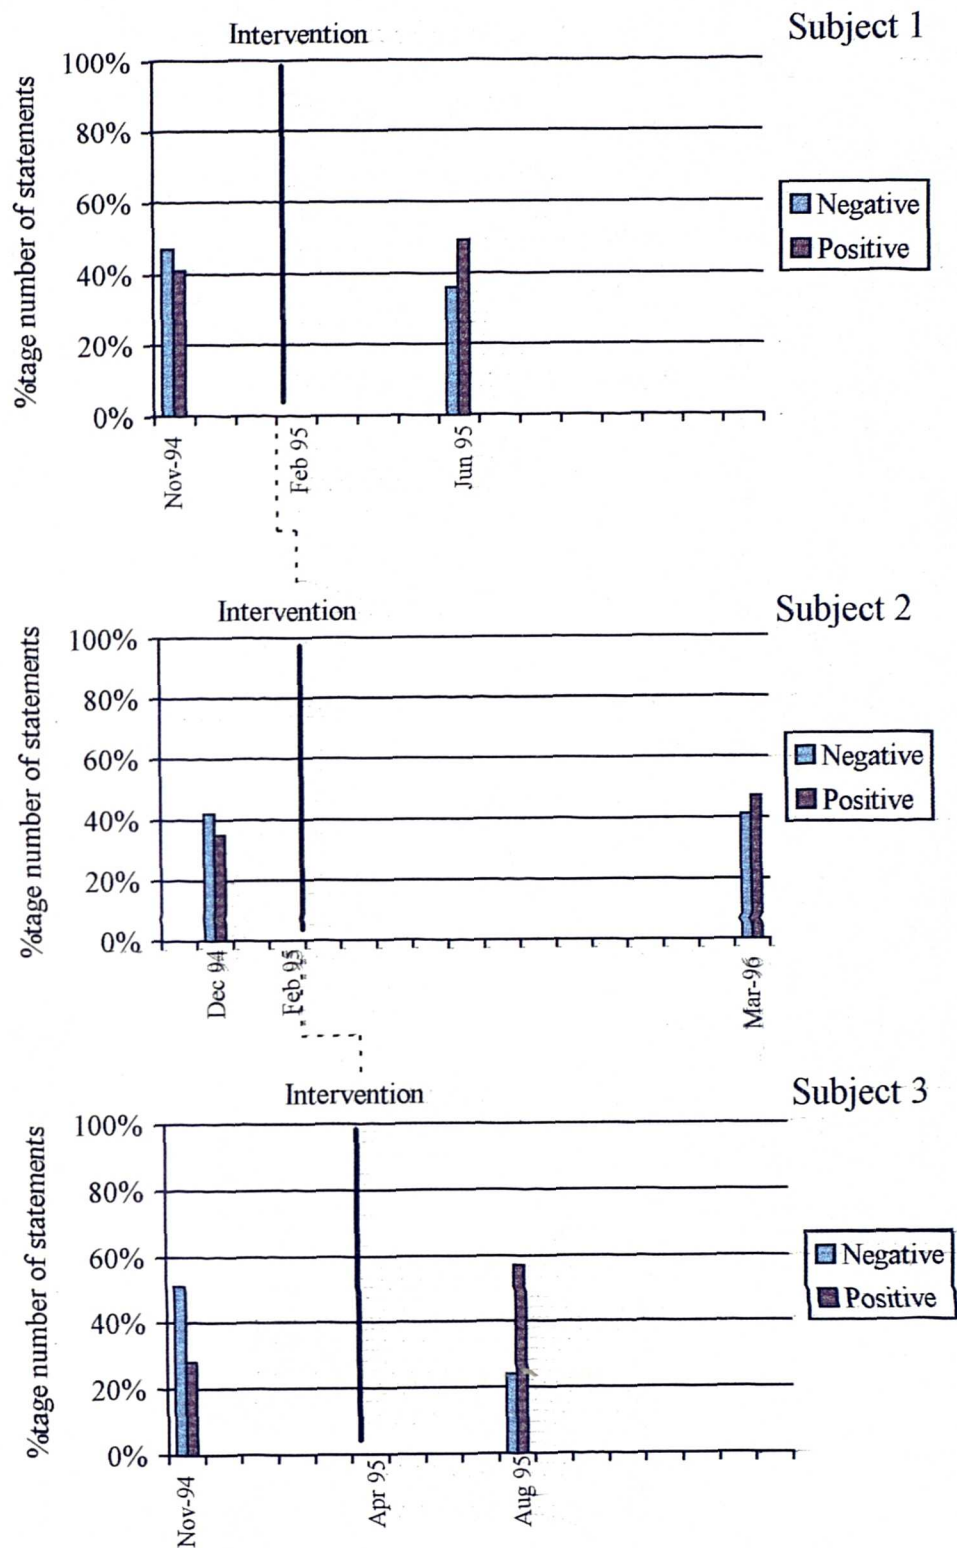 Intervention
Subject 1
%tage number of statements
100%
80%
60%
40%
20%
0%
Nov-94
Feb 95
Jun 95
Negative
Positive
Intervention
Subject 2
%tage number of statements
100%
80%
60%
40%
20%
0%
Dec 94
Feb 95
Mar-96
Negative
Positive
Intervention
Subject 3
%tage number of statements
100%
80%
60%
40%
20%
0%
Nov-94
Apr 95
Aug 95
Negative
Positive